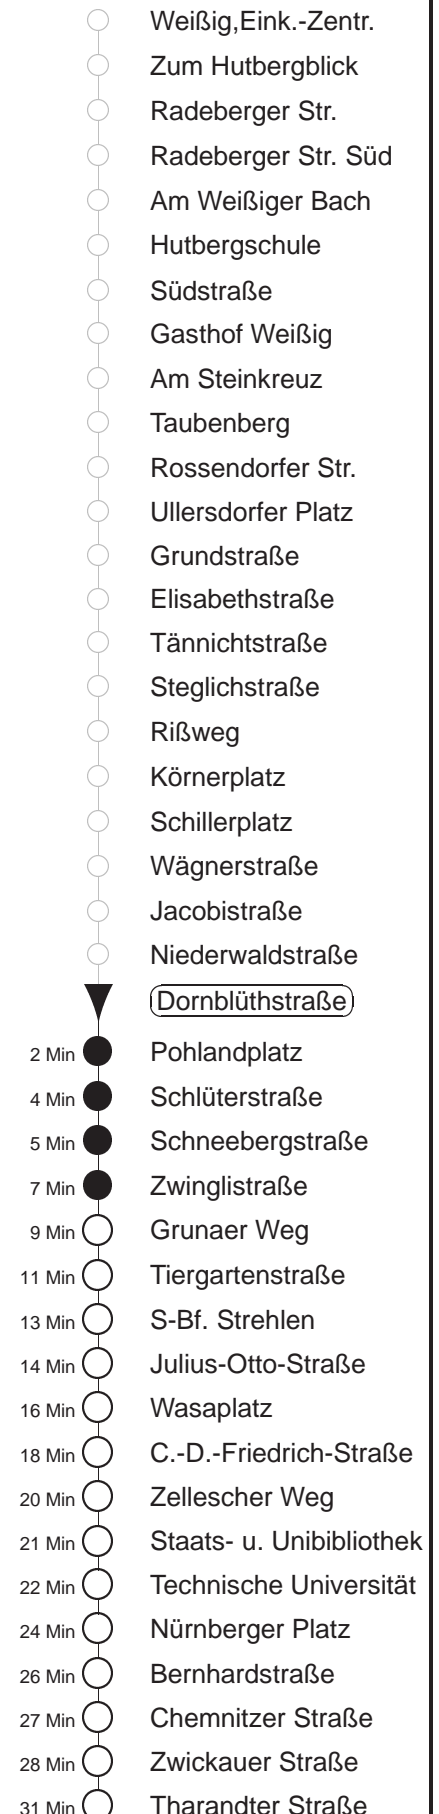 Weißig,Eink.-Zentr.
Zum Hutbergblick
Radeberger Str.
Radeberger Str. Süd
Am Weißiger Bach
Hutbergschule
Südstraße
Gasthof Weißig
Am Steinkreuz
Taubenberg
Rossendorfer Str.
Ullersdorfer Platz
Grundstraße
Elisabethstraße
Tännichtstraße
Steglichstraße
Rißweg
Körnerplatz
Schillerplatz
Wägnerstraße
Jacobistraße
Niederwaldstraße
Dornblüthstraße
2 Min Pohlandplatz
4 Min Schlüterstraße
5 Min Schneebergstraße
7 Min Zwinglistraße
9 Min Grunaer Weg
11 Min Tiergartenstraße
13 Min S-Bf. Strehlen
14 Min Julius-Otto-Straße
16 Min Wasaplatz
18 Min C.-D.-Friedrich-Straße
20 Min Zellescher Weg
21 Min Staats- u. Unibibliothek
22 Min Technische Universität
24 Min Nürnberger Platz
26 Min Bernhardstraße
27 Min Chemnitzer Straße
28 Min Zwickauer Straße
31 Min Tharandter Straße